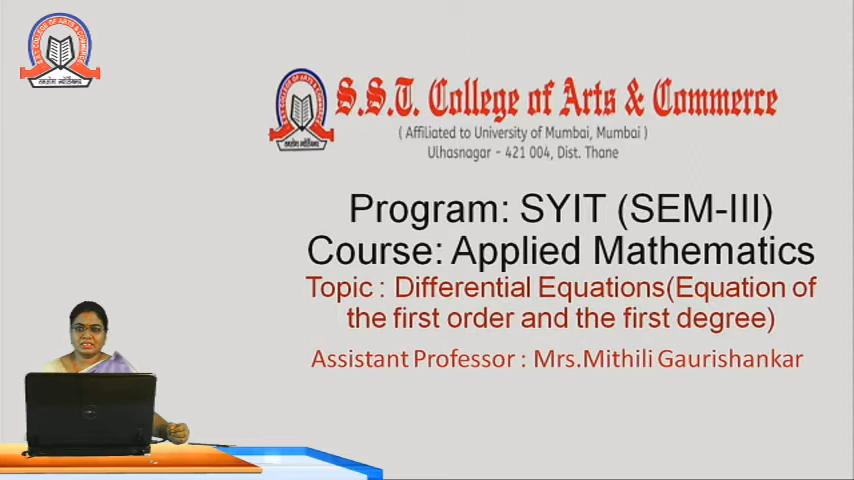 S.S.T. College of Arts & Commerce
( Affiliated to University of Mumbai, Mumbai )
Ulhasnagar - 421 004, Dist. Thane
Program: SYIT (SEM-III)
Course: Applied Mathematics
Topic : Differential Equations(Equation of
the first order and the first degree)
Assistant Professor : Mrs.Mithili Gaurishankar